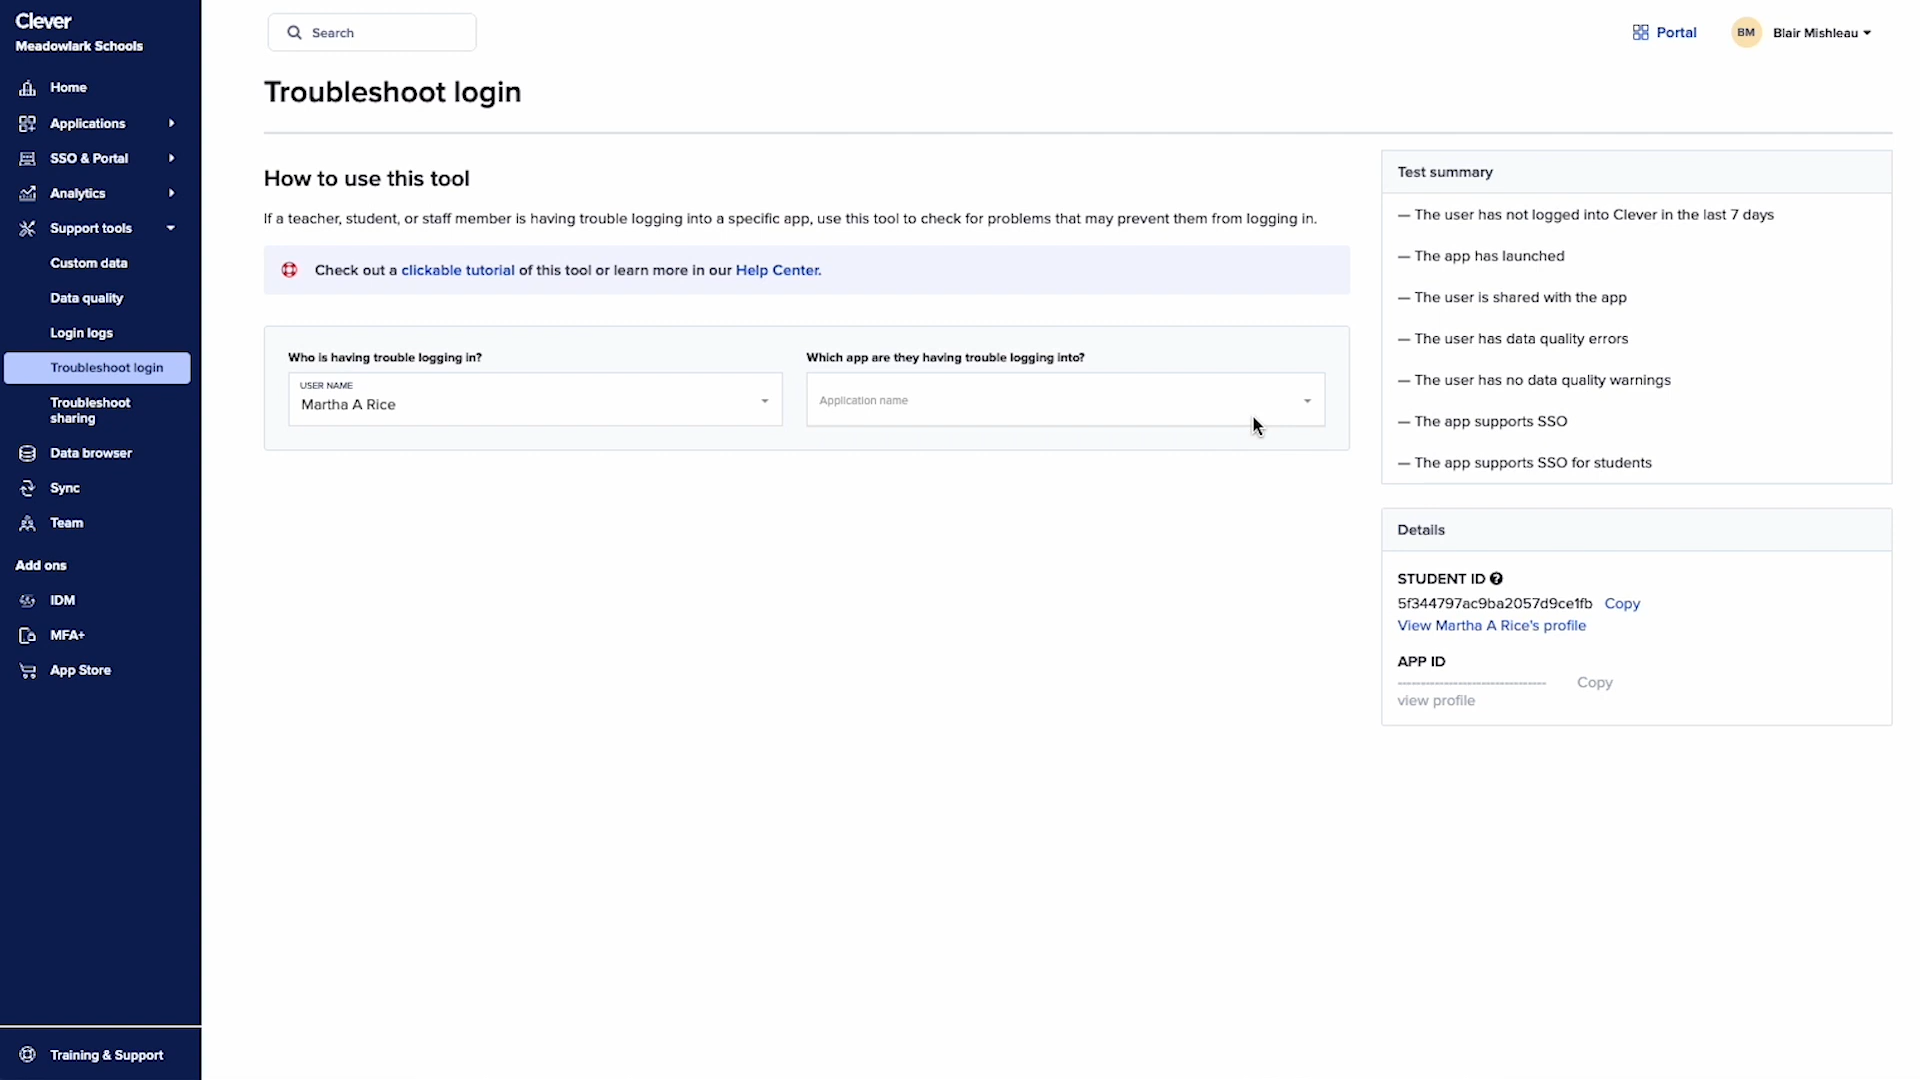 Clever
Meadowlark Schools
Home
Applications
SSO & Portal
Analytics
Support tools
Custom data
Data quality
Login logs
Troubleshoot login
Troubleshoot
sharing
Data browser
Sync
Team
Add ons
IDM
MFA+
App Store
Training & Support
Search
Portal
BM
Blair Mishleau
Troubleshoot login
How to use this tool
If a teacher, student, or staff member is having trouble logging into a specific app, use this tool to check for problems that may prevent them from logging in.
Check out a clickable tutorial of this tool or learn more in our Help Center.
Who is having trouble logging in?
USER NAME
Martha A Rice
Which app are they having trouble logging into?
Application name
Test summary
— The user has not logged into Clever in the last 7 days
— The app has launched
— The user is shared with the app
— The user has data quality errors
— The user has no data quality warnings
— The app supports SSO
— The app supports SSO for students
Details
STUDENT ID ?
5f344797ac9ba2057d9ce1fb Copy
View Martha A Rice's profile
APP ID
-------------------------------- Copy
view profile